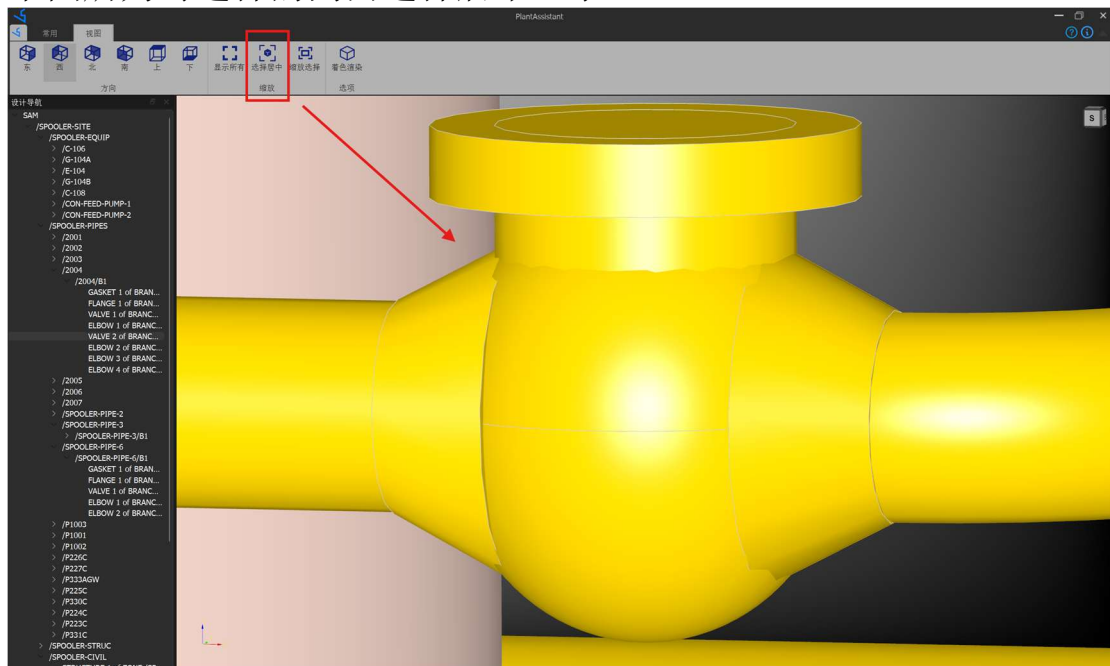 PlantAssistant
常用 视图
东 西 北 南 上 下 显示所有 选择居中 缩放选择 着色渲染
方向 缩放 选项
设计导航
SAM
/SPOOLER-SITE
/SPOOLER-EQUIP
/C-106
/G-104A
/E-104
/G-104B
/C-108
/CON-FEED-PUMP-1
/CON-FEED-PUMP-2
/SPOOLER-PIPES
/2001
/2002
/2003
/2004
/2004/B1
GASKET 1 of BRAN...
FLANGE 1 of BRAN...
VALVE 1 of BRANC...
ELBOW 1 of BRANC...
VALVE 2 of BRANC...
ELBOW 2 of BRANC...
ELBOW 3 of BRANC...
ELBOW 4 of BRANC...
/2005
/2006
/2007
/SPOOLER-PIPE-2
/SPOOLER-PIPE-3
/SPOOLER-PIPE-3/B1
/SPOOLER-PIPE-6
/SPOOLER-PIPE-6/B1
GASKET 1 of BRAN...
FLANGE 1 of BRAN...
VALVE 1 of BRANC...
ELBOW 1 of BRANC...
ELBOW 2 of BRANC...
/P1003
/P1001
/P1002
/P226C
/P227C
/P333AGW
/P225C
/P330C
/P224C
/P223C
/P331C
/SPOOLER-STRUC
/SPOOLER-CIVIL
S